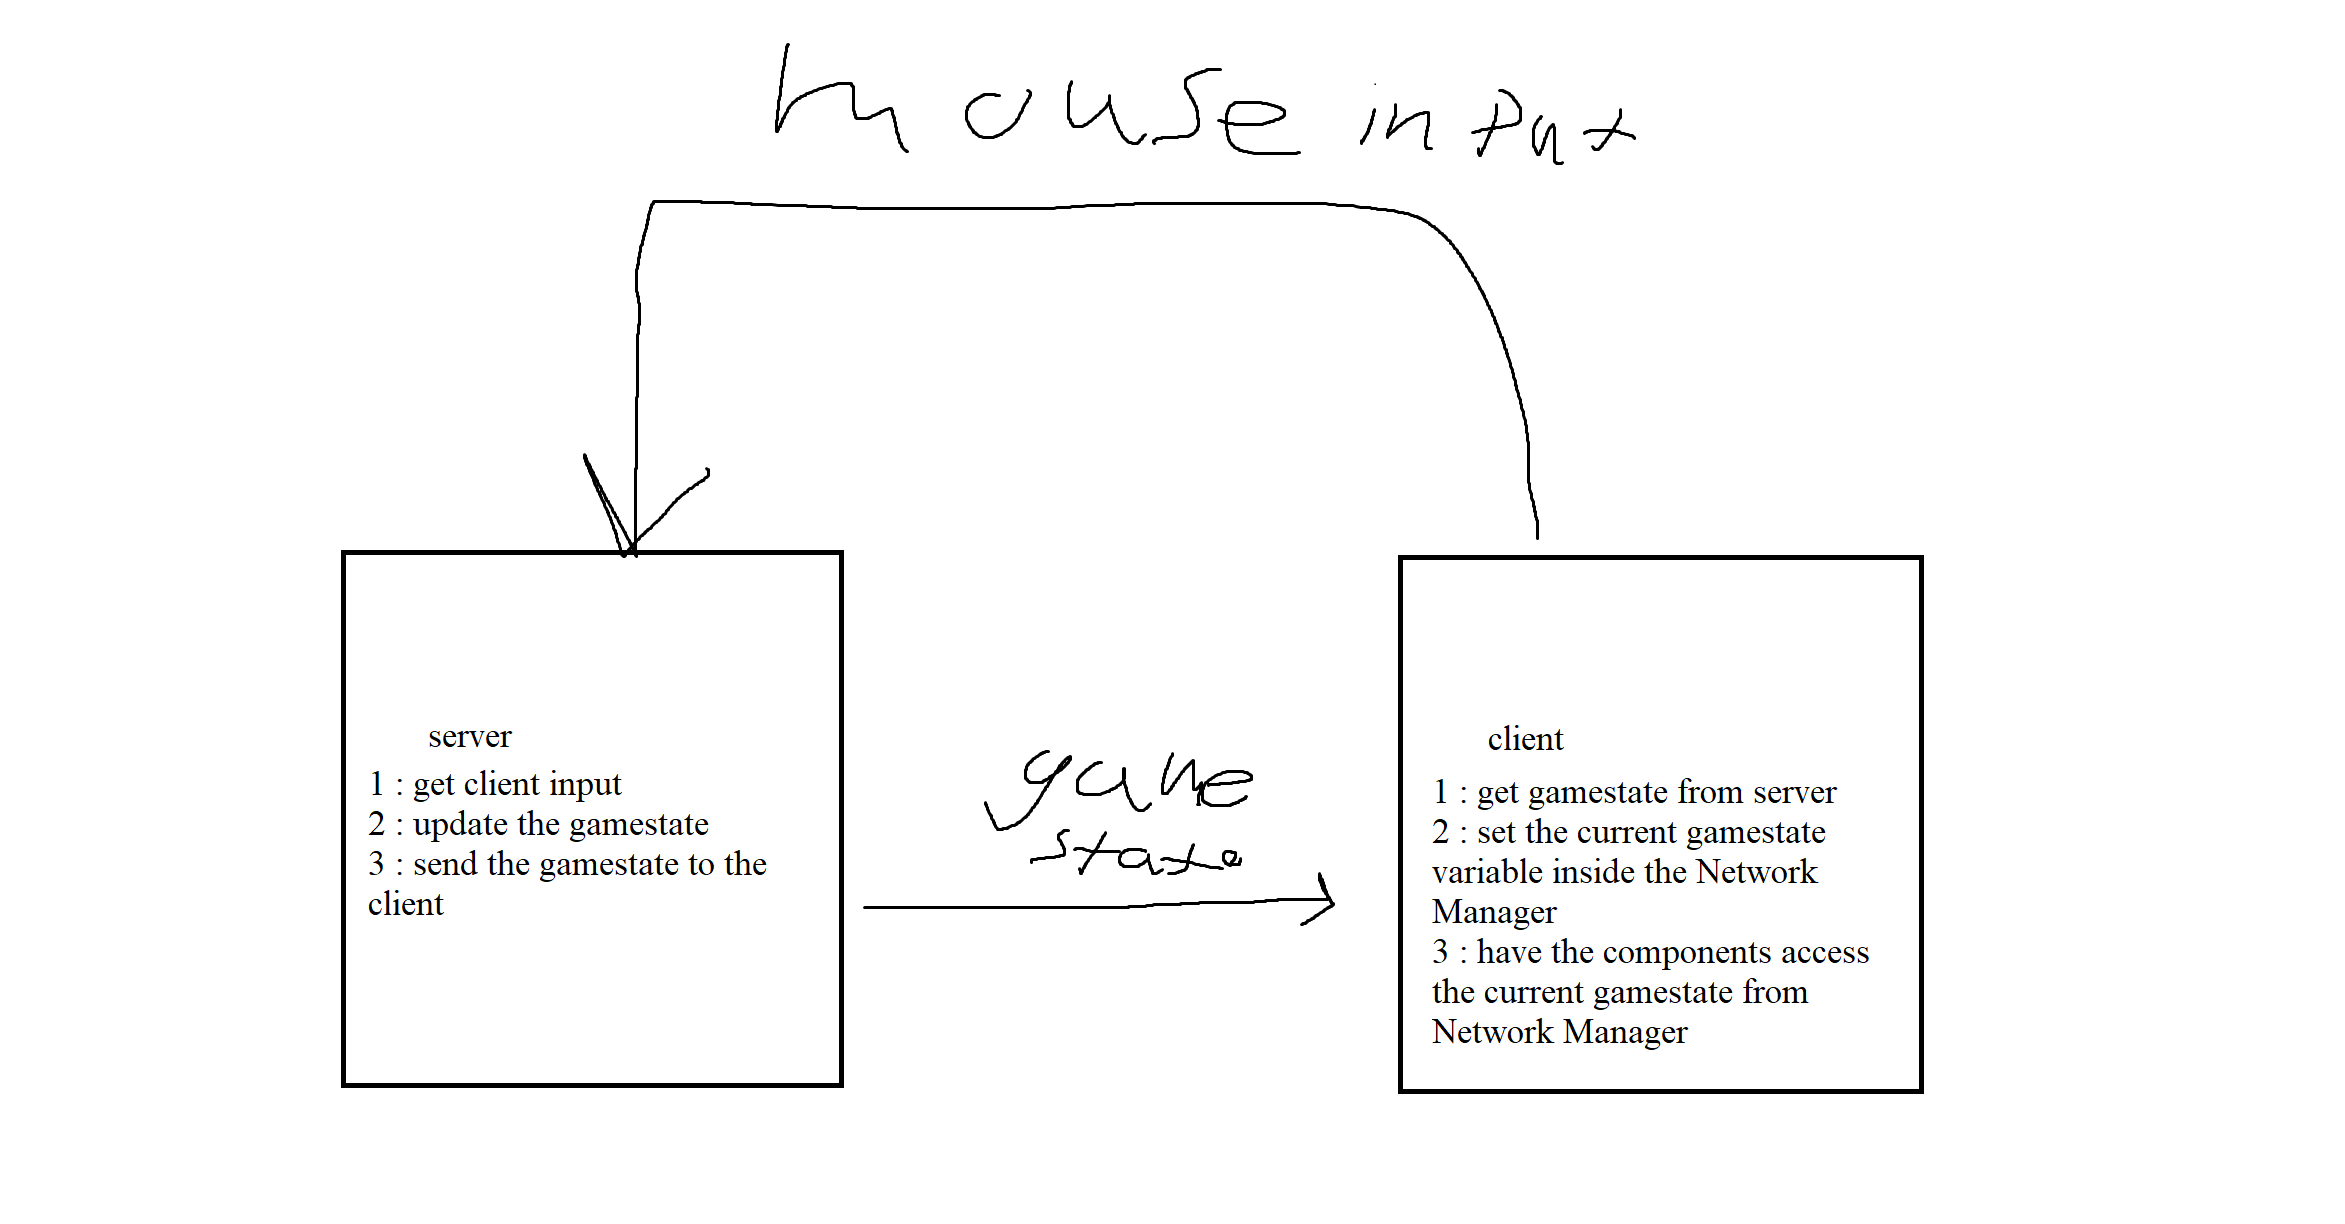 mouse input
server
1 : get client input
2 : update the gamestate
3 : send the gamestate to the
client
game
state
client
1 : get gamestate from server
2 : set the current gamestate
variable inside the Network
Manager
3 : have the components access
the current gamestate from
Network Manager